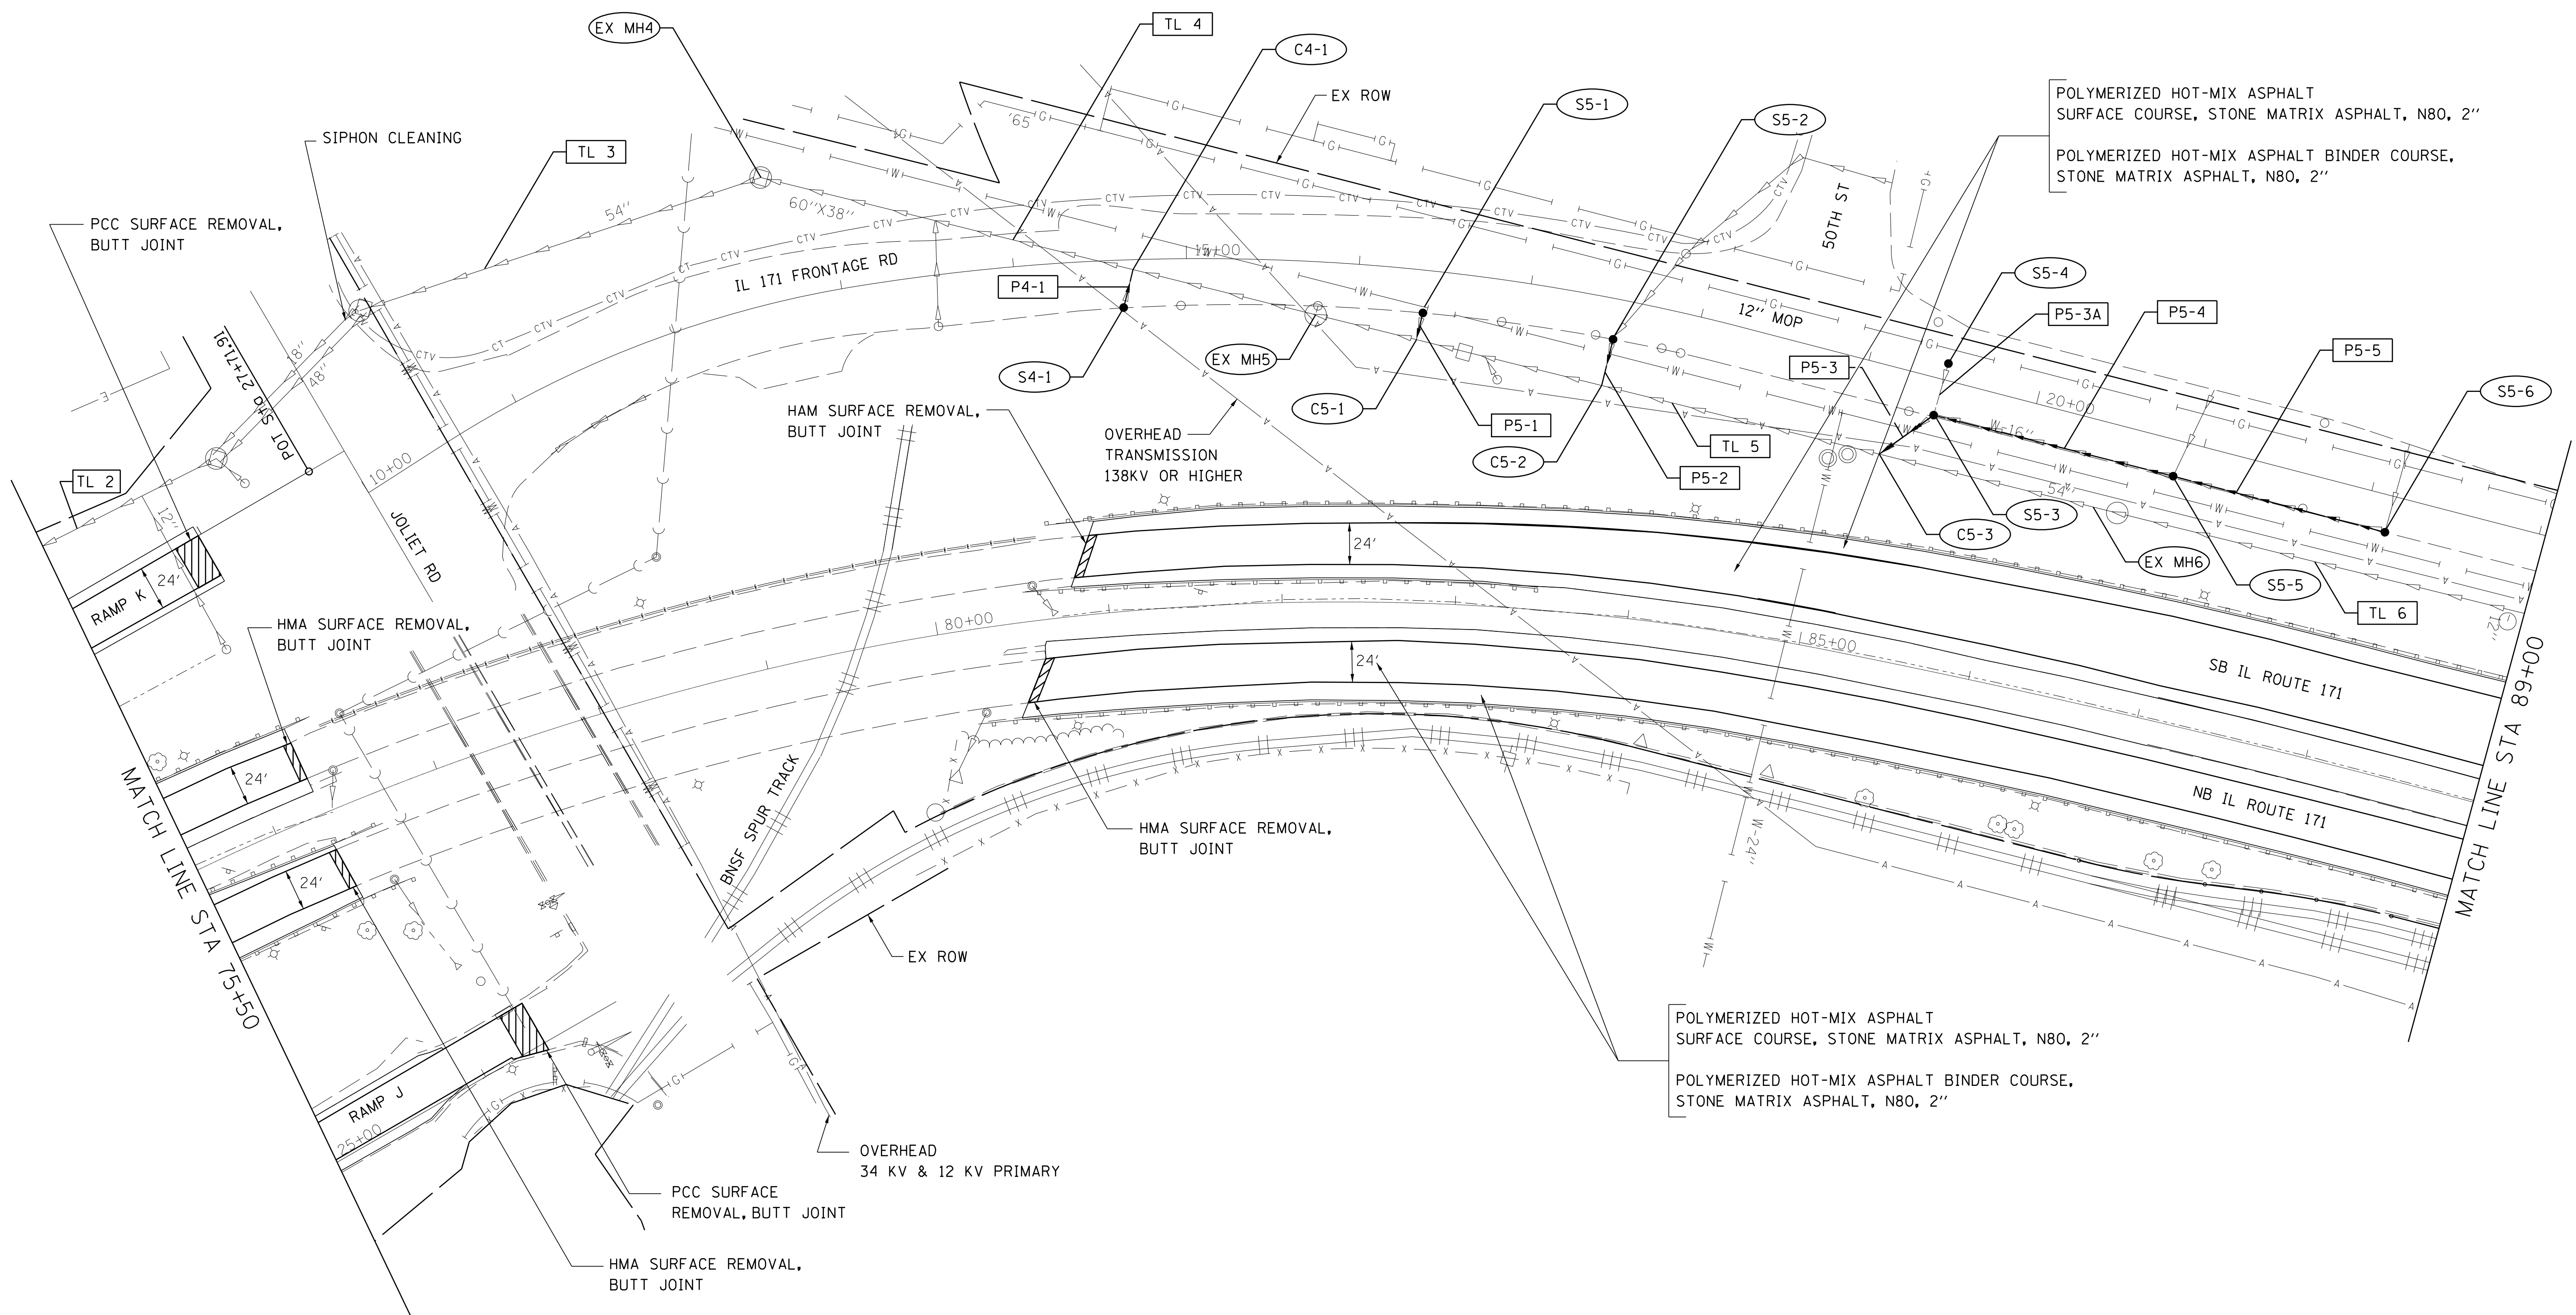 EX MH4
TL 4
C4-1
EX ROW
S5-1
S5-2
POLYMERIZED HOT-MIX ASPHALT
SURFACE COURSE, STONE MATRIX ASPHALT, N80, 2"
POLYMERIZED HOT-MIX ASPHALT BINDER COURSE,
STONE MATRIX ASPHALT, N80, 2"
SIPHON CLEANING
TL 3
'65
54"
60"X38"
PCC SURFACE REMOVAL,
BUTT JOINT
50TH ST
IL 171 FRONTAGE RD
15+00
P4-1
S5-4
P5-3A
P5-4
P5-5
12" MOP
S4-1
EX MH5
P5-3
S5-6
18"
48"
POT Sta 27+71.91
C5-1
P5-1
HAM SURFACE REMOVAL,
BUTT JOINT
OVERHEAD
TRANSMISSION
138KV OR HIGHER
C5-2
TL 5
P5-2
20+00
W-16"
10+00
TL 2
12"
54"
C5-3
S5-3
EX MH6
S5-5
TL 6
12"
JOLIET RD
24'
RAMP K
24'
HMA SURFACE REMOVAL,
BUTT JOINT
80+00
85+00
24'
SB IL ROUTE 171
NB IL ROUTE 171
MATCH LINE STA 89+00
MATCH LINE STA 75+50
24'
24'
BNSF SPUR TRACK
HMA SURFACE REMOVAL,
BUTT JOINT
W-24"
EX ROW
POLYMERIZED HOT-MIX ASPHALT
SURFACE COURSE, STONE MATRIX ASPHALT, N80, 2"
POLYMERIZED HOT-MIX ASPHALT BINDER COURSE,
STONE MATRIX ASPHALT, N80, 2"
RAMP J
25+00
OVERHEAD
34 KV & 12 KV PRIMARY
PCC SURFACE
REMOVAL, BUTT JOINT
HMA SURFACE REMOVAL,
BUTT JOINT